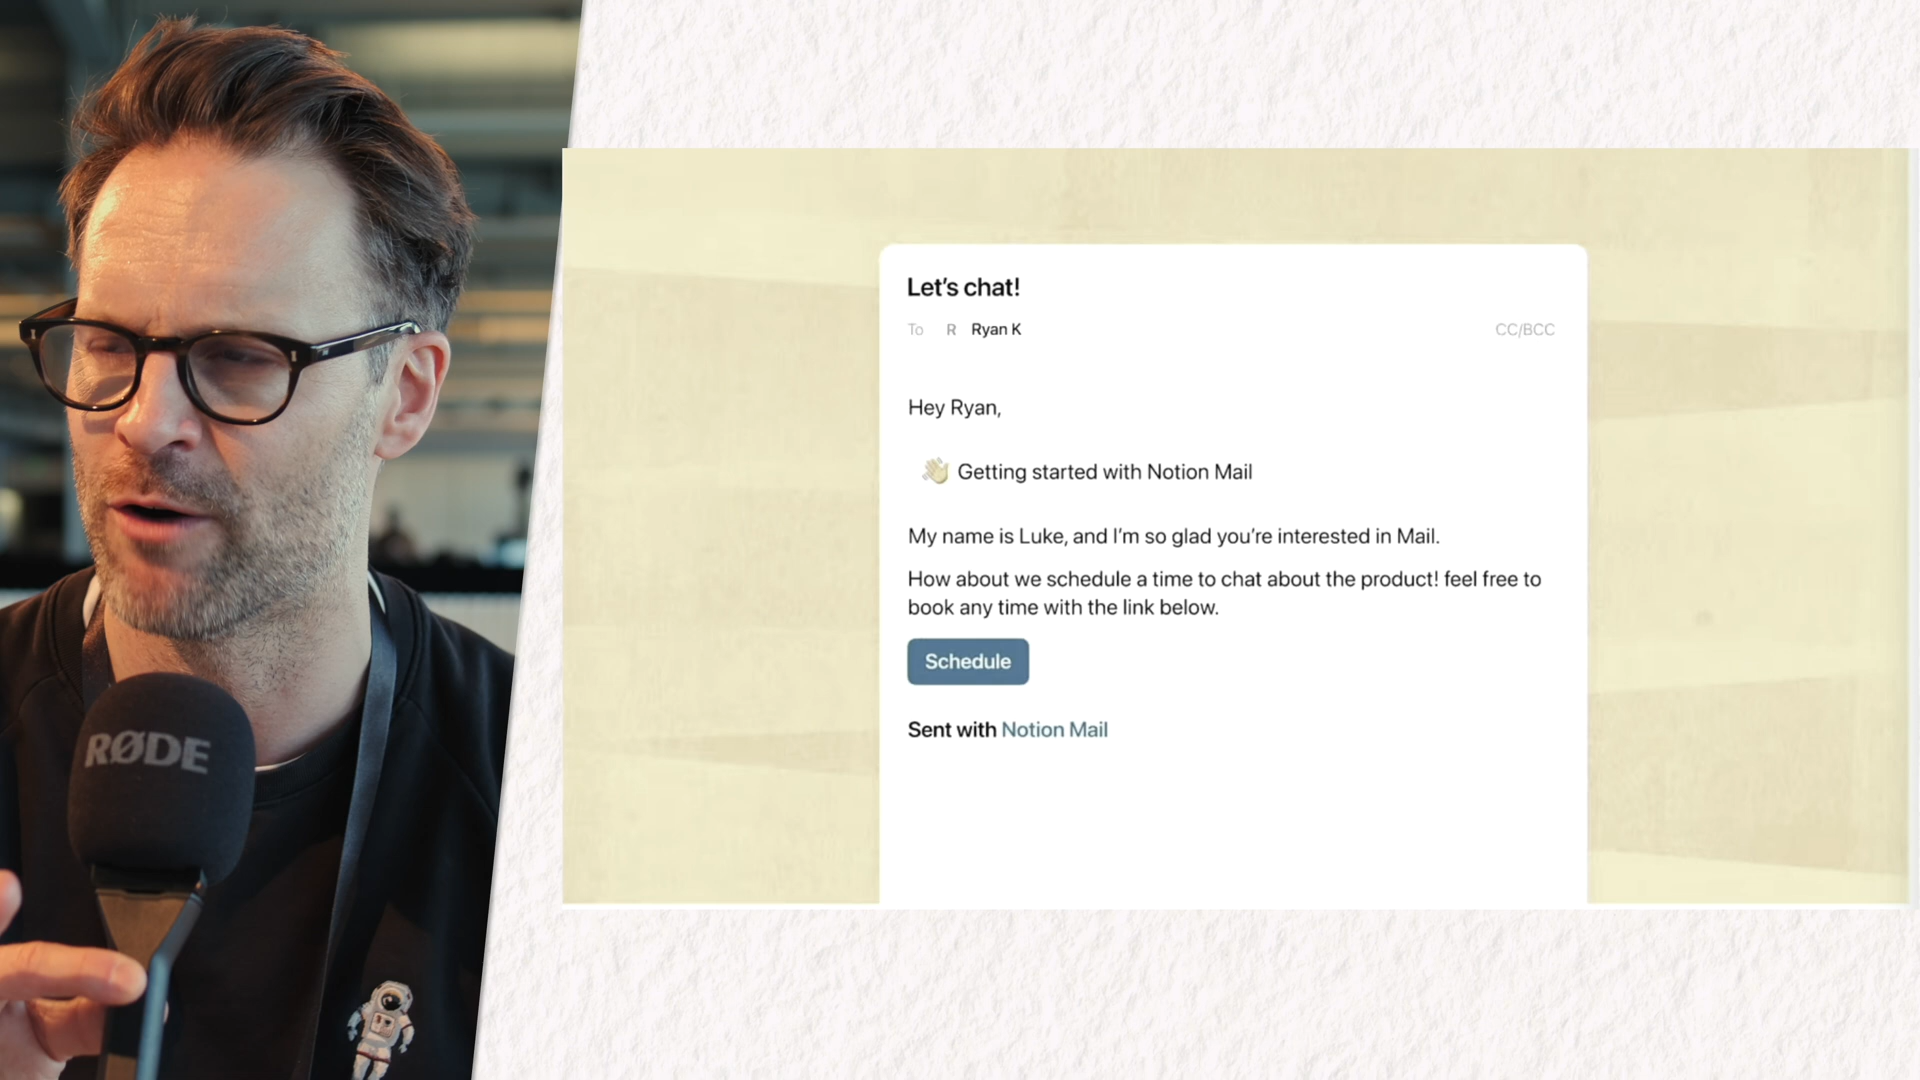 Let's chat!
To R Ryan K CC/BCC
Hey Ryan,
👋 Getting started with Notion Mail
My name is Luke, and I'm so glad you're interested in Mail.
How about we schedule a time to chat about the product! feel free to
book any time with the link below.
Schedule
Sent with Notion Mail
RØDE